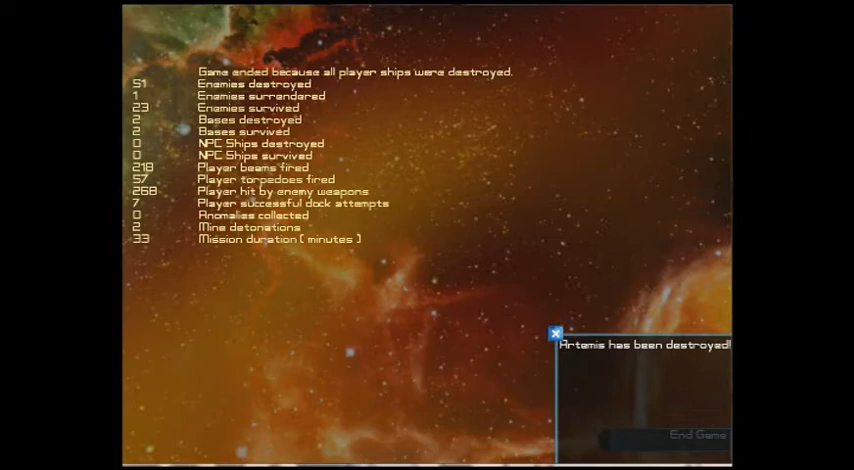 Game ended because all player ships were destroyed.
51 Enemies destroyed
1 Enemies surrendered
23 Enemies survived
2 Bases destroyed
2 Bases survived
0 NPC Ships destroyed
0 NPC Ships survived
218 Player beams fired
57 Player torpedoes fired
268 Player hit by enemy weapons
7 Player successful dock attempts
0 Anomalies collected
2 Mine detonations
33 Mission duration ( minutes )
Artemis has been destroyed!
End Game